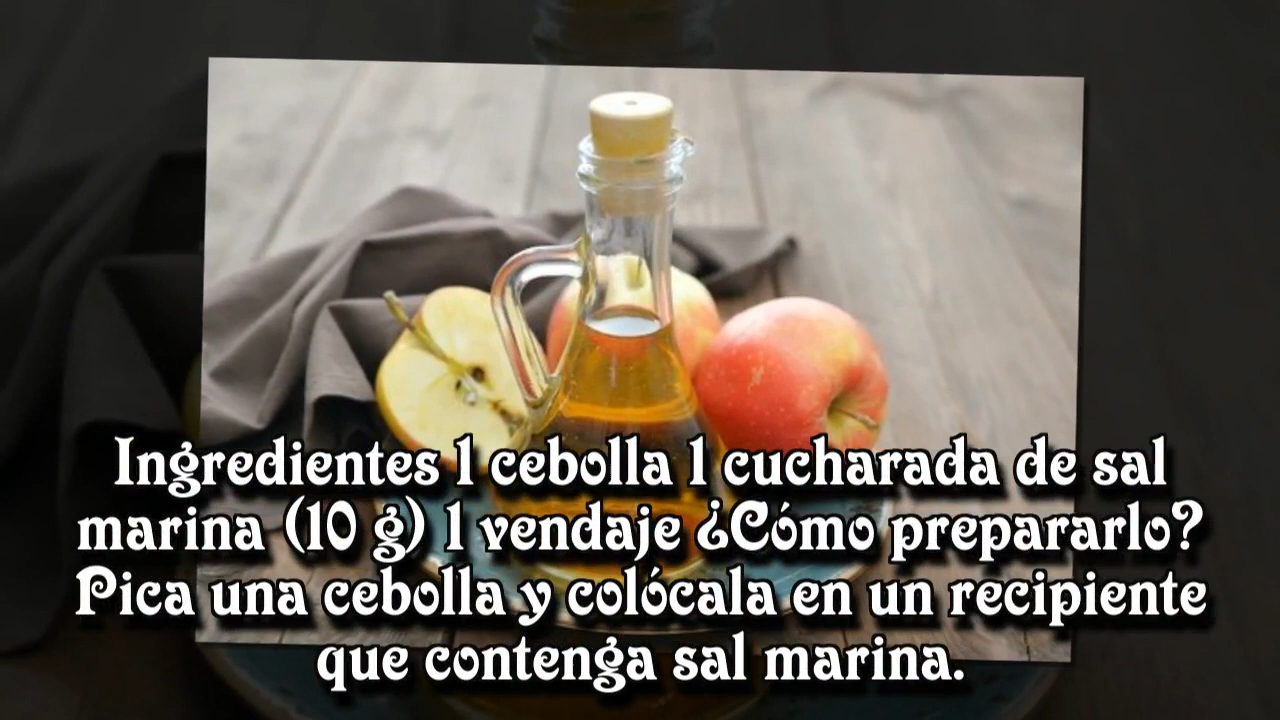 Ingredientes 1 cebolla 1 cucharada de sal
marina (10 g) 1 vendaje ¿Cómo prepararlo?
Pica una cebolla y colócala en un recipiente
que contenga sal marina.